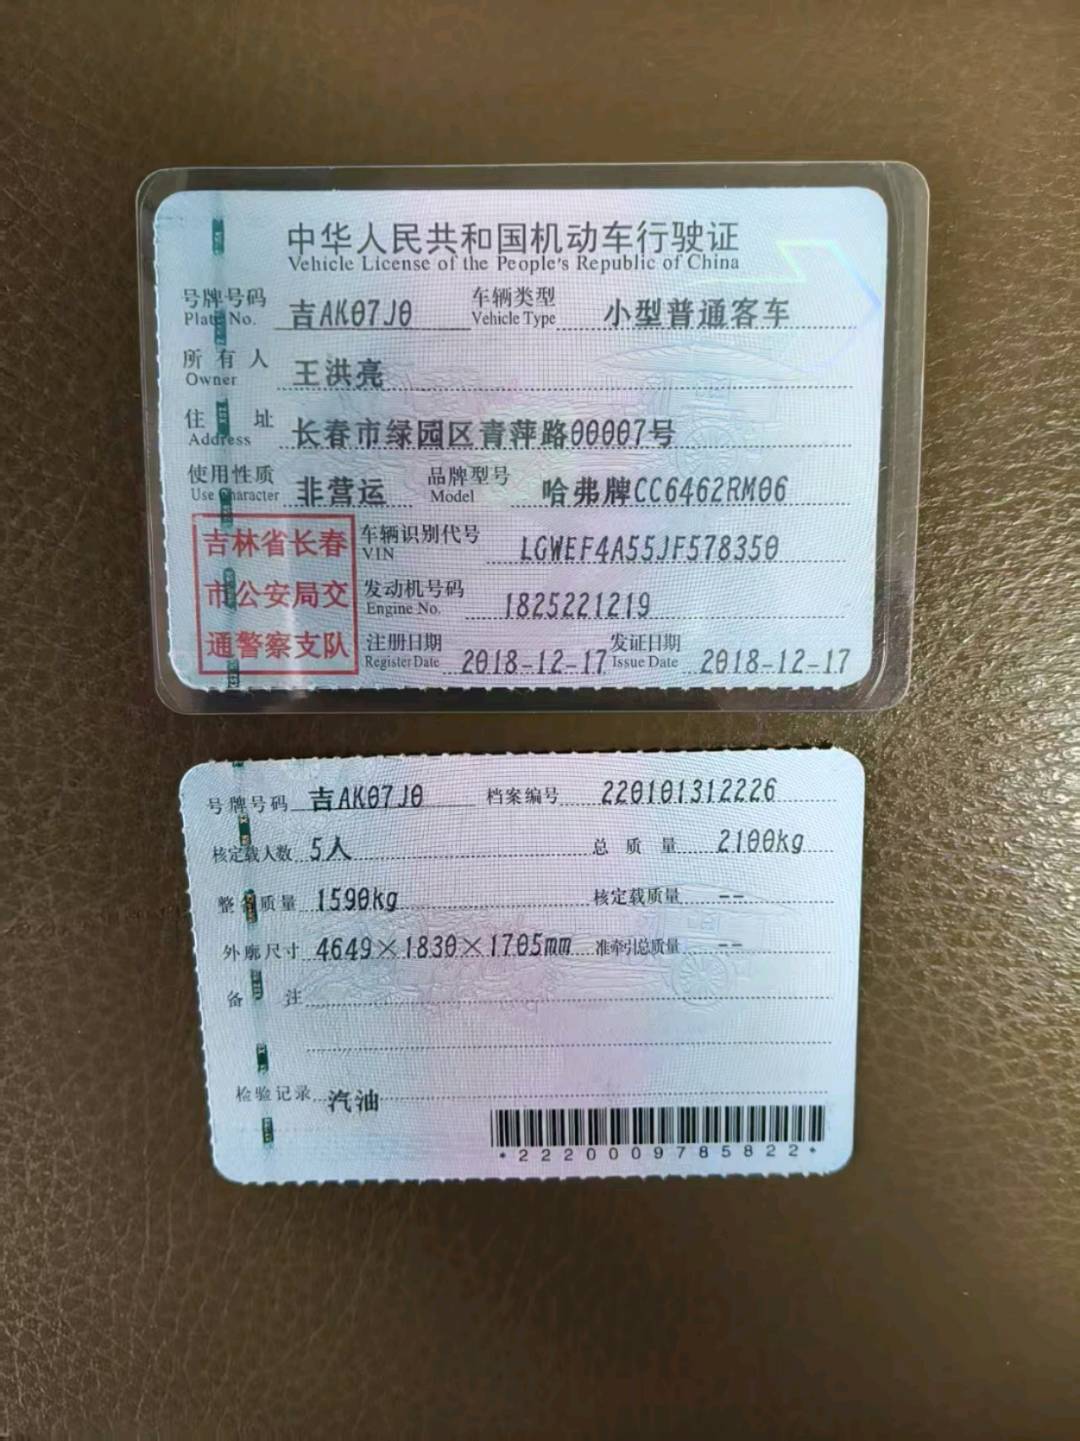 中华人民共和国机动车行驶证
Vehicle License of the People's Republic of China
号牌号码 吉AK07J0 车辆类型 小型普通客车
Plate No. Vehicle Type
所有人 王洪亮
Owner
住址 长春市绿园区青萍路00007号
Address
使用性质 非营运 品牌型号 哈弗牌CC6462RM06
Use Character Model
吉林省长春
市公安局交
通警察支队
车辆识别代号 LGWEF4A55JF578350
VIN
发动机号码 1825221219
Engine No.
注册日期 2018-12-17 发证日期 2018-12-17
Register Date Issue Date
号牌号码 吉AK07J0 档案编号 220101312226
核定载人数 5人 总质量 2100kg
整备质量 1590kg 核定载质量 --
外廓尺寸 4649×1830×1705mm 准牵引总质量 --
备注
检验记录 汽油
*2220009785822*